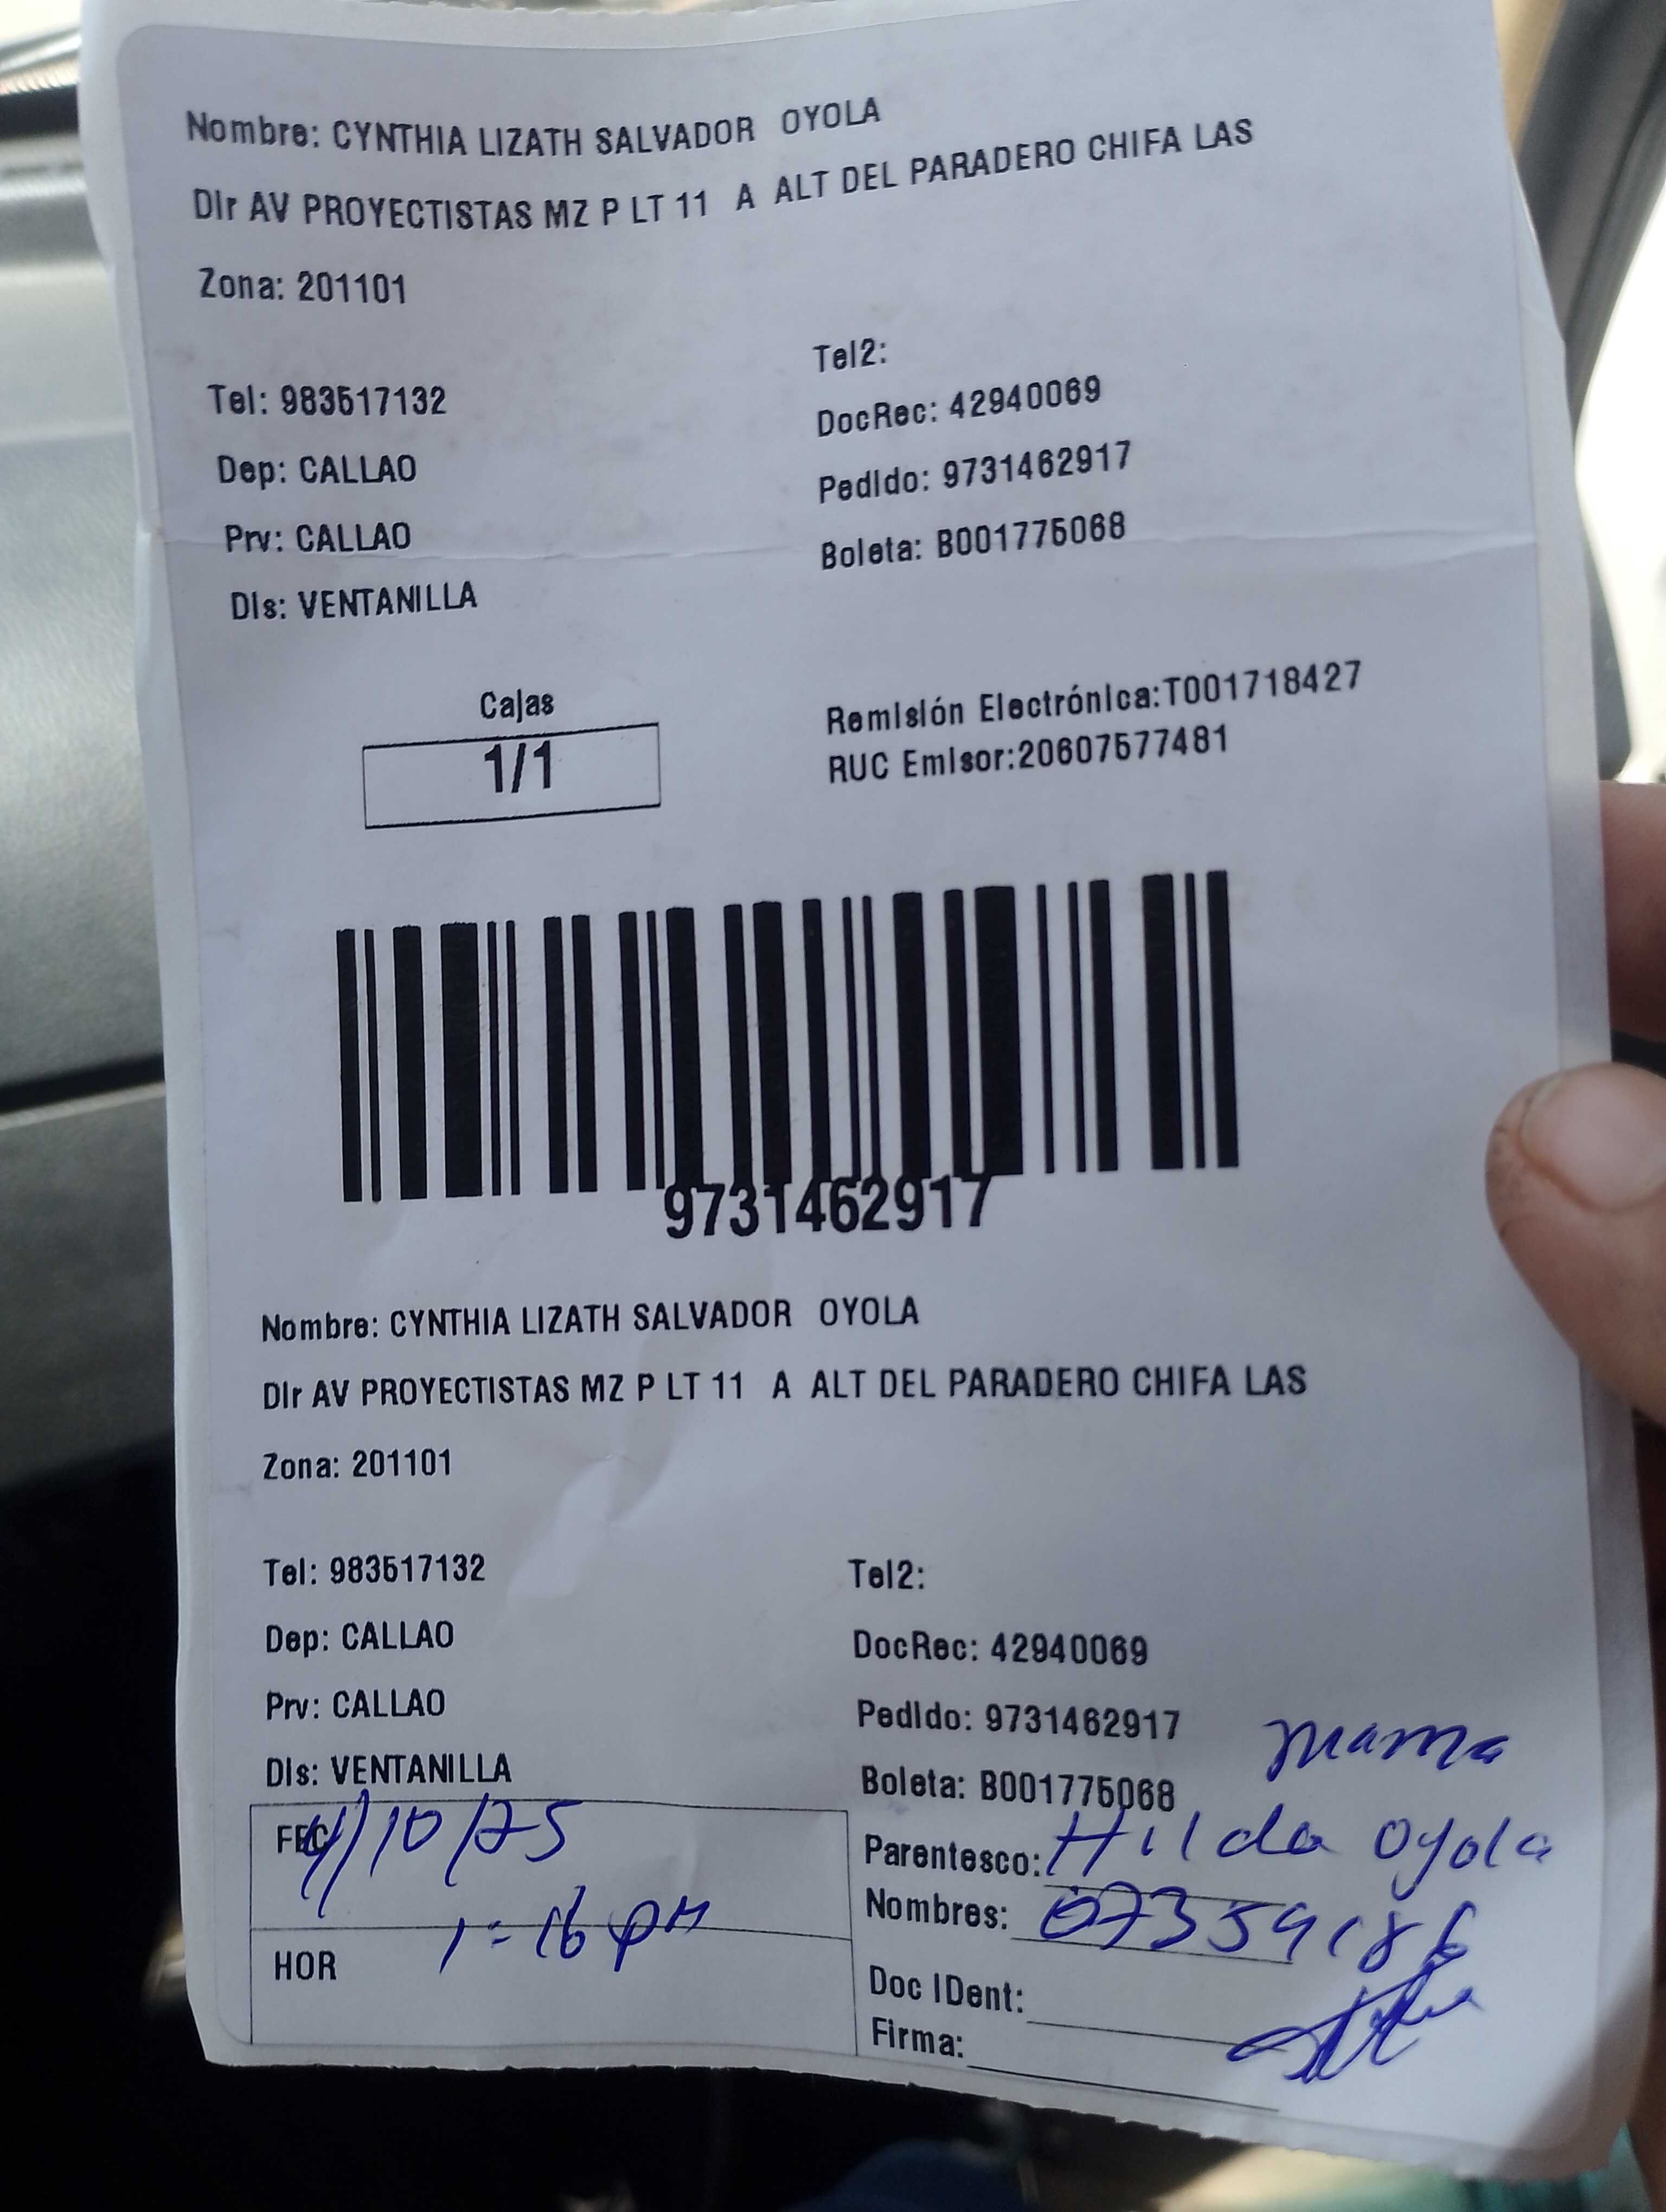 Nombre: CYNTHIA LIZATH SALVADOR OYOLA
Dir AV PROYECTISTAS MZ P LT 11 A ALT DEL PARADERO CHIFA LAS
Zona: 201101
Tel2:
Tel: 983517132
DocRec: 42940069
Dep: CALLAO
Pedido: 9731462917
Prv: CALLAO
Boleta: B001775068
Dis: VENTANILLA
Cajas
1/1
Remisión Electrónica:T001718427
RUC Emisor:20607577481
9731462917
Nombre: CYNTHIA LIZATH SALVADOR OYOLA
Dir AV PROYECTISTAS MZ P LT 11 A ALT DEL PARADERO CHIFA LAS
Zona: 201101
Tel: 983517132
Tel2:
Dep: CALLAO
DocRec: 42940069
Prv: CALLAO
Pedido: 9731462917
mama
Dis: VENTANILLA
Boleta: B001775068
FEC 4/10/25
Parentesco: Hilda Oyola
Nombres: 07359186
HOR 1:16 PM
Doc IDent:
Firma: